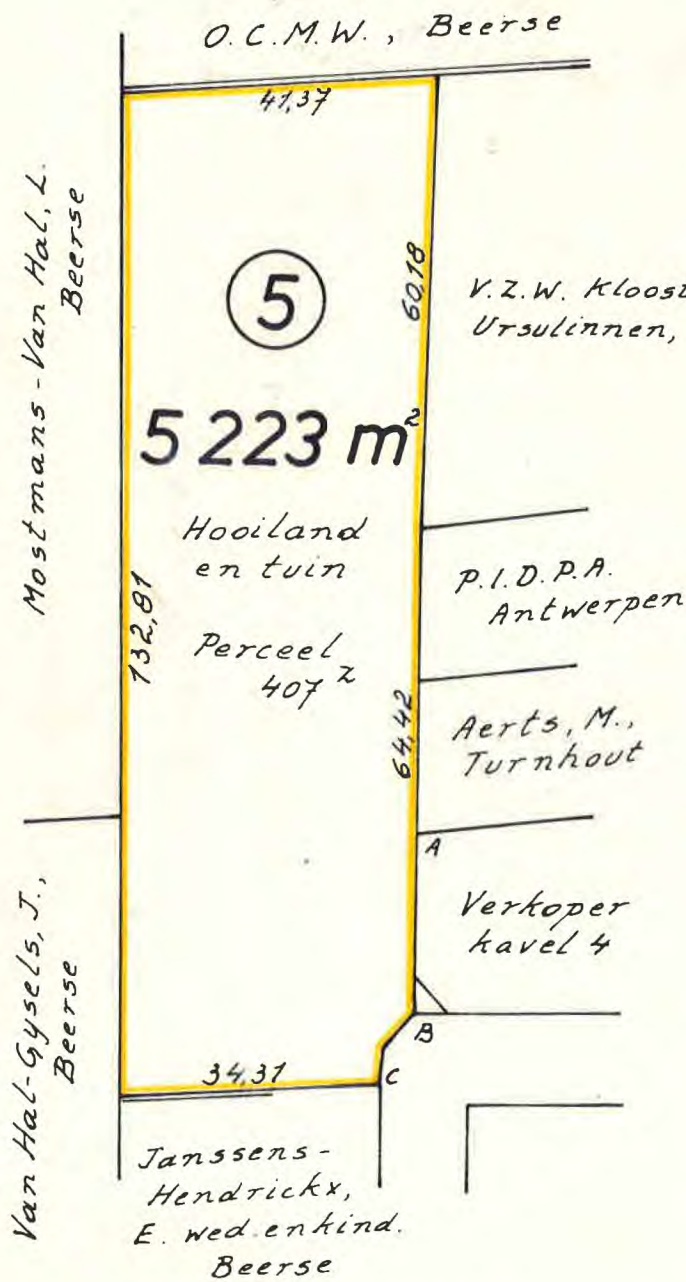 O.C.M.W., Beerse
41,37
Mostmans-Van Hal, L.
Beerse
5
60,18
V.Z.W. Kloost
Ursulinnen,
5 223 m²
Hooiland
en tuin
132,81
Perceel
407 z
P.I.D.P.A.
Antwerpen
64,42
Aerts, M.,
Turnhout
A
Verkoper
kavel 4
B
Van Hal-Gysels, J.,
Beerse
34,31
C
Janssens-
Hendrickx,
E. wed. en kind.
Beerse